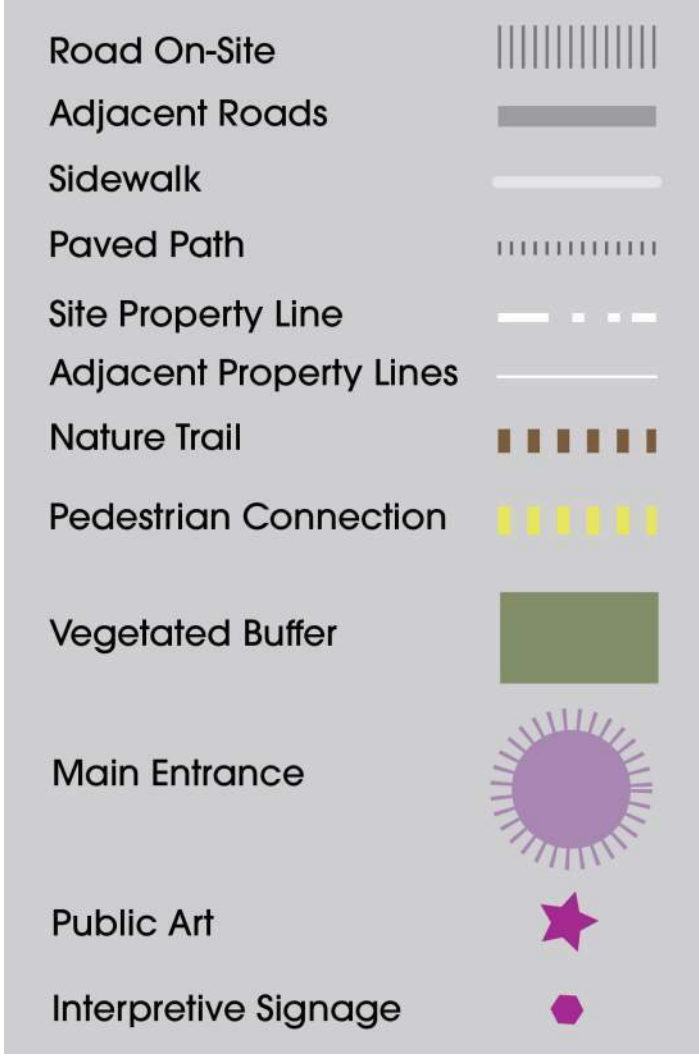 Road On-Site
Adjacent Roads
Sidewalk
Paved Path
Site Property Line
Adjacent Property Lines
Nature Trail
Pedestrian Connection
Vegetated Buffer
Main Entrance
Public Art
Interpretive Signage